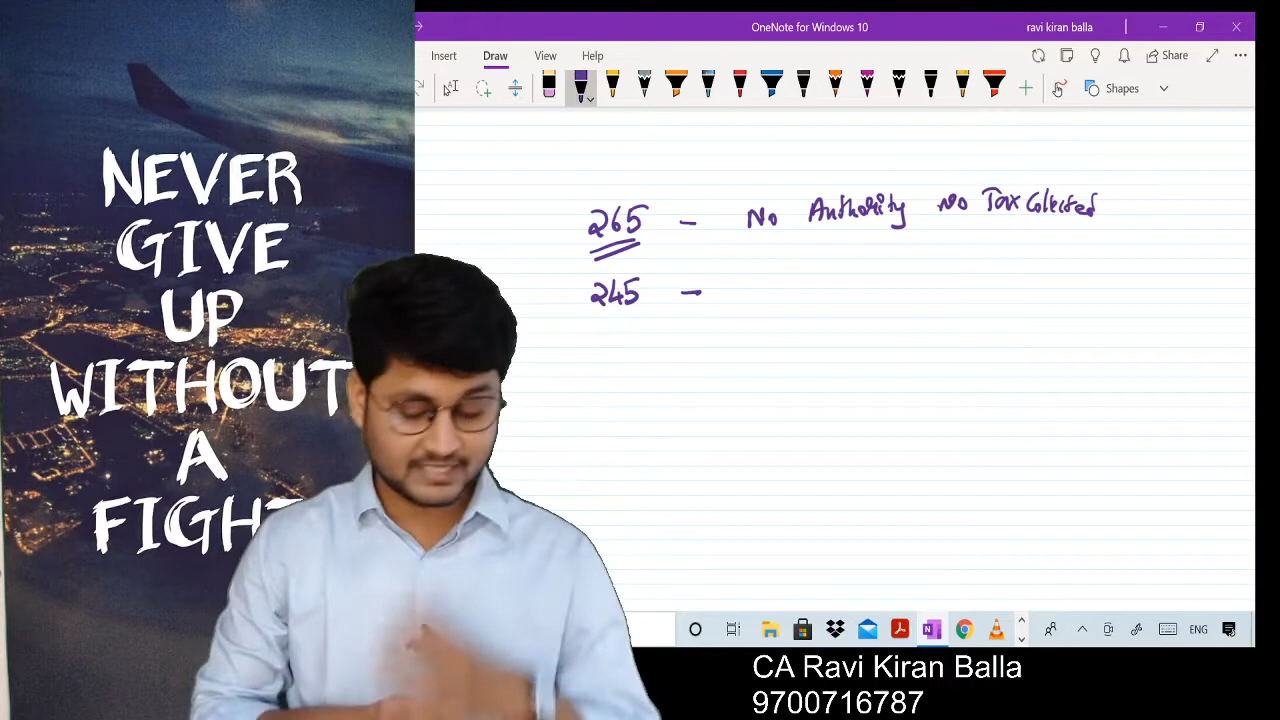 NEVER
GIVE
UP
WITHOUT
A
FIGH
OneNote for Windows 10
ravi kiran balla
Insert
Draw
View
Help
Share
265 - No Authority no Tax Collected
245 -
Shapes
ENG
CA Ravi Kiran Balla
9700716787